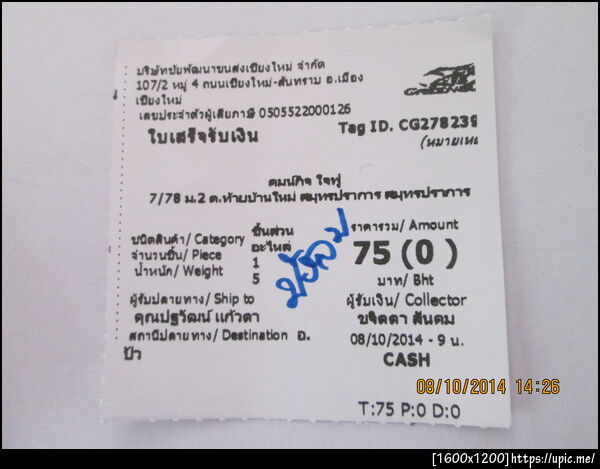 บริษัทชัยพัฒนาขนส่งเชียงใหม่ จำกัด
107/2 หมู่ 4 ถนนเชียงใหม่-สันทราย อ.เมือง
เชียงใหม่
เลขประจำตัวผู้เสียภาษี 0505522000126
ใบเสร็จรับเงิน
Tag ID. CG278239
(หมายเหตุ
คมน์กิจ ใจฟู
7/78 ม.2 ต.ท้ายบ้านใหม่ สมุทรปราการ สมุทรปราการ
ชนิดสินค้า/ Category ชิ้นส่วน
อะไหล่
จำนวนชิ้น/ Piece 1
น้ำหนัก/ Weight 5
ราคารวม/ Amount
75 (0 )
บาท/ Bht
ผู้รับปลายทาง/ Ship to
คุณปฐวัฒน์ แก้วดา
สถานีปลายทาง/ Destination อ.
ปัว
ผู้รับเงิน/ Collector
ขจิตตา สันดม
08/10/2014 - 9 น.
CASH
T:75 P:0 D:0
08/10/2014 14:26
[1600x1200]https://upic.me/